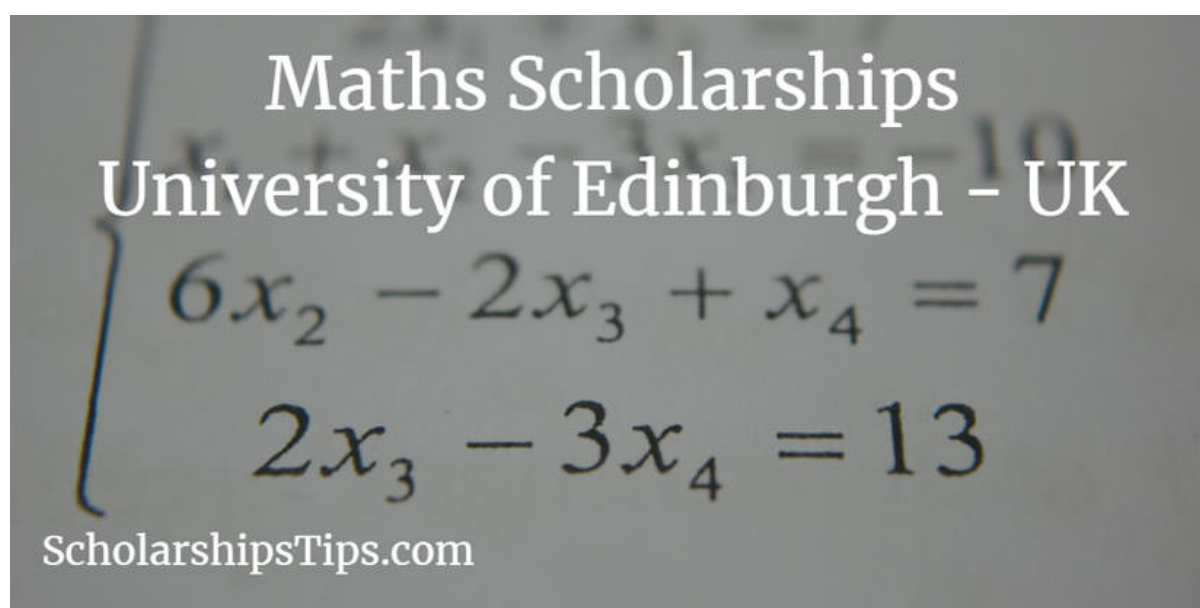 Maths Scholarships
University of Edinburgh - UK
6x₂ − 2x₃ + x₄ = 7
2x₃ − 3x₄ = 13
ScholarshipsTips.com